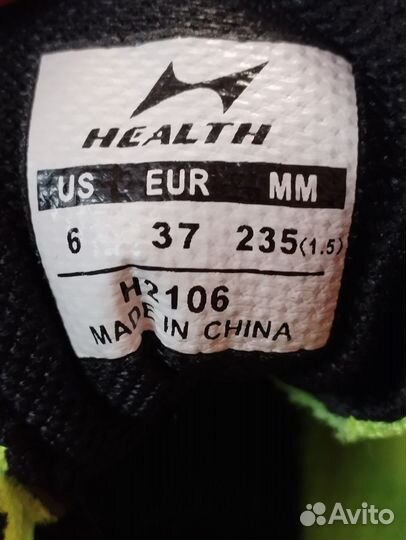 HEALTH
US EUR MM
6 37 235(1.5)
H2106
MADE IN CHINA
Avito